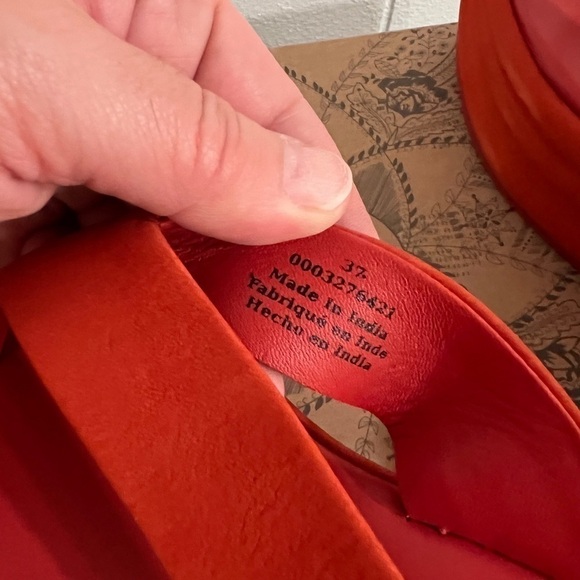 37
0003276421
Made In India
Fabriqué en Inde
Hecho en India